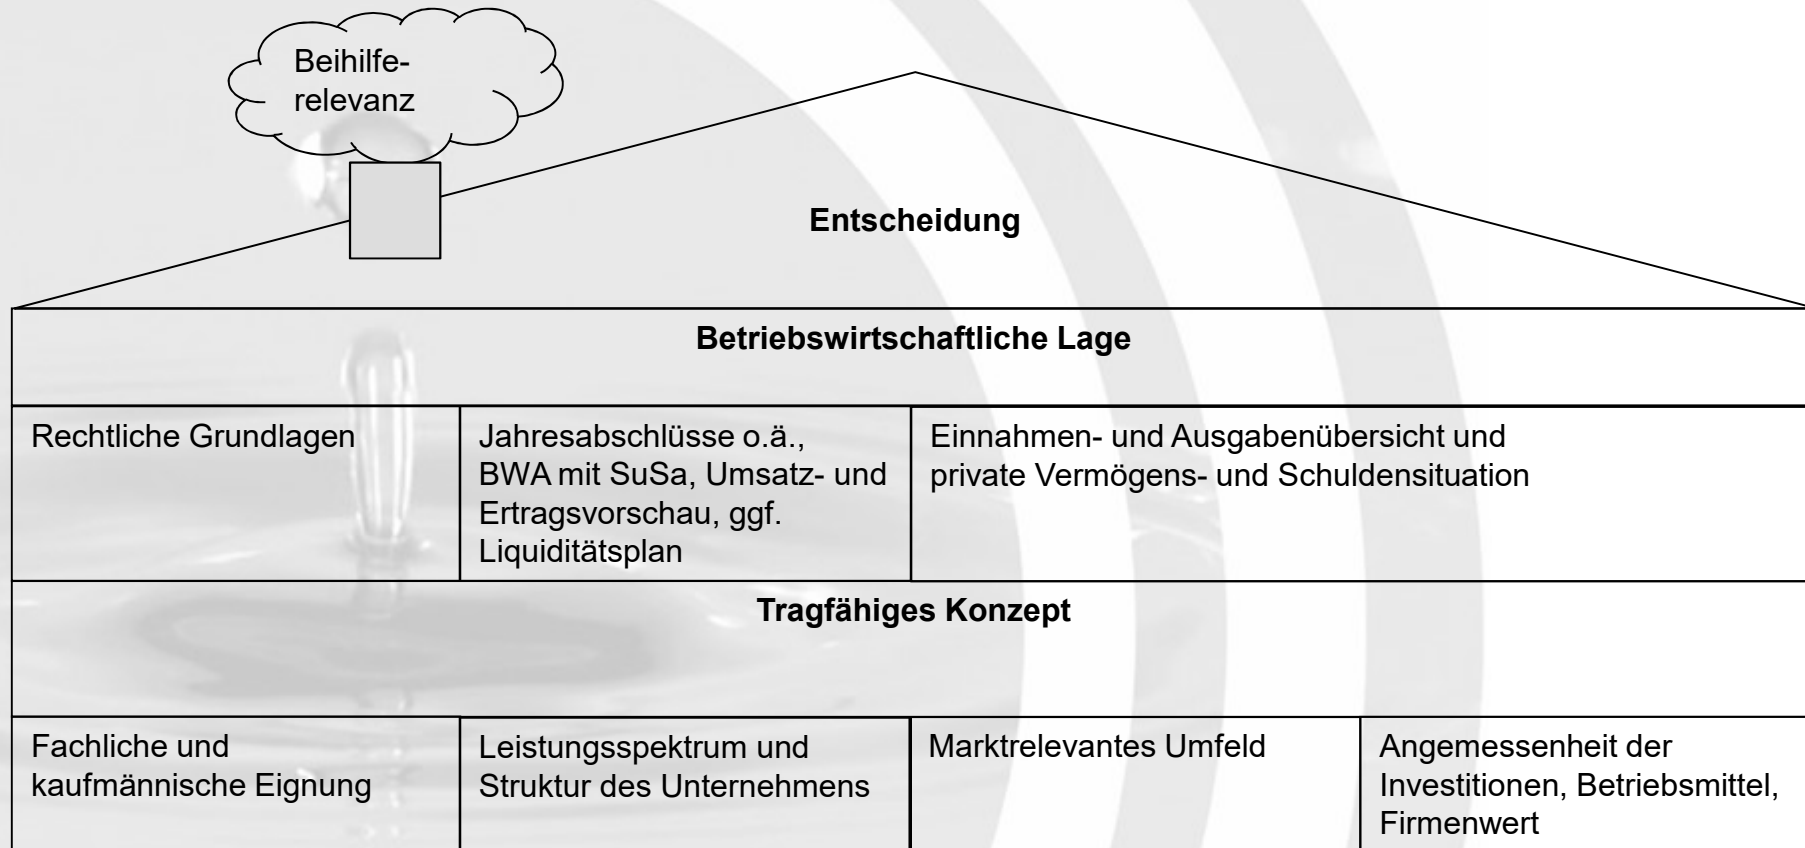 Beihilfe-
relevanz
Entscheidung
Betriebswirtschaftliche Lage
Rechtliche Grundlagen
Jahresabschlüsse o.ä.,
BWA mit SuSa, Umsatz- und
Ertragsvorschau, ggf.
Liquiditätsplan
Einnahmen- und Ausgabenübersicht und
private Vermögens- und Schuldensituation
Tragfähiges Konzept
Fachliche und
kaufmännische Eignung
Leistungsspektrum und
Struktur des Unternehmens
Marktrelevantes Umfeld
Angemessenheit der
Investitionen, Betriebsmittel,
Firmenwert